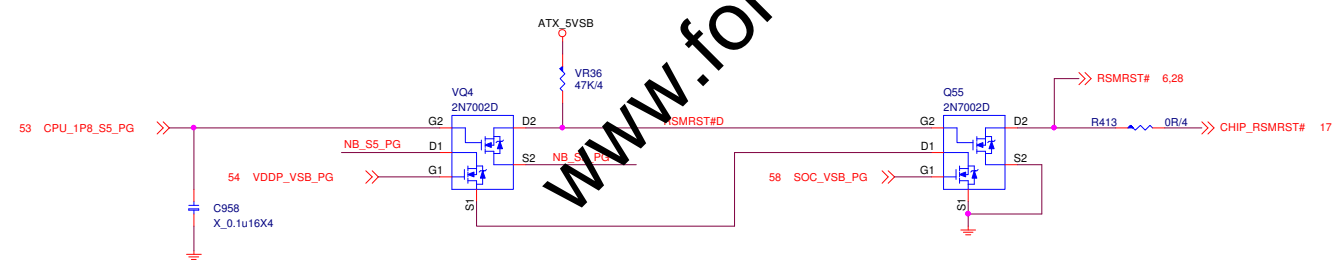 ATX_5VSB
www.for
VR36
47K/4
RSMRST# 6,28
VQ4
2N7002D
Q55
2N7002D
53 CPU_1P8_S5_PG
G2
D2
RSMRST#D
G2
D2
R413
0R/4
CHIP_RSMRST# 17
NB_S5_PG
D1
S2
NB_S5_PG
D1
S2
54 VDDP_VSB_PG
G1
58 SOC_VSB_PG
G1
S1
S1
C958
X_0.1u16X4